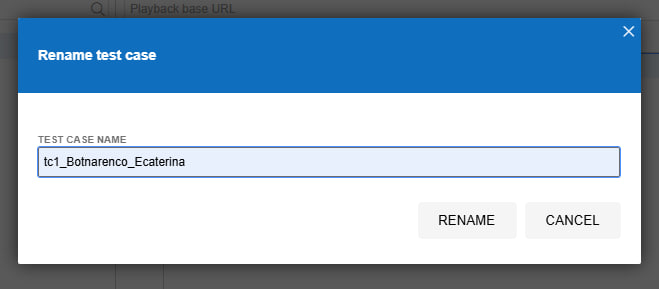 Playback base URL
Rename test case
TEST CASE NAME
tc1_Botnarenco_Ecaterina
RENAME CANCEL